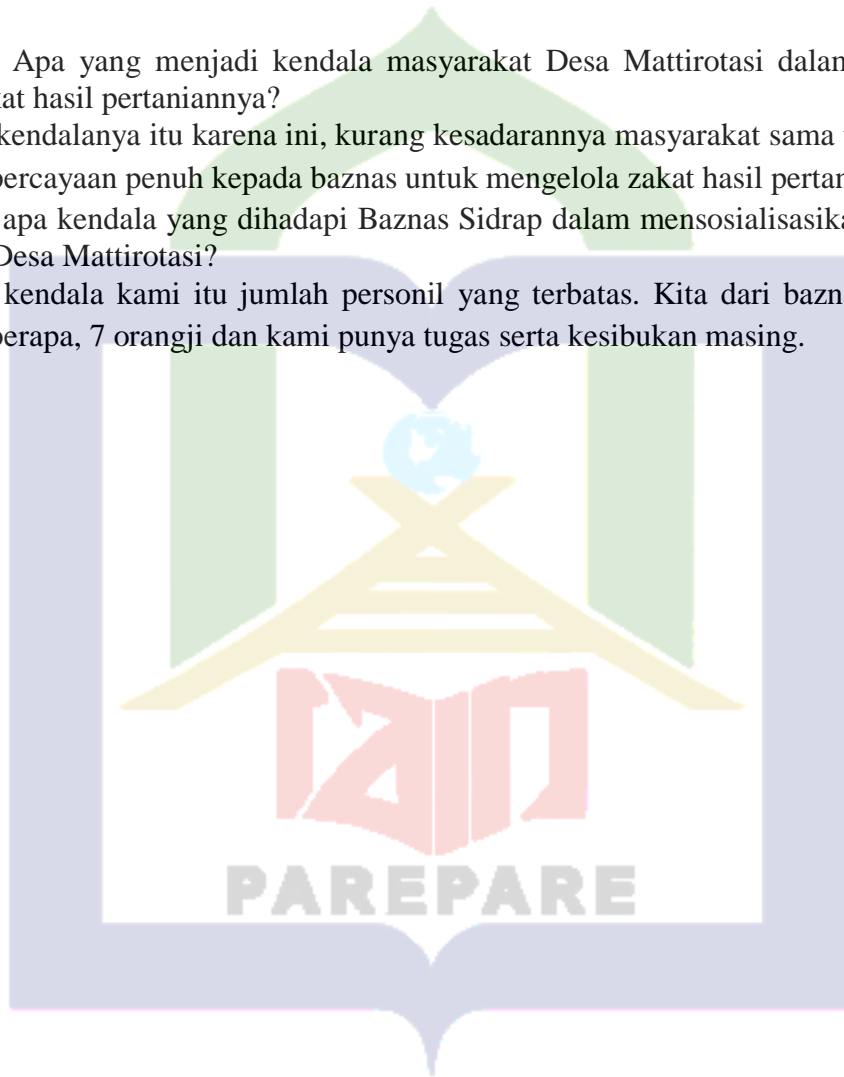 Apa yang menjadi kendala masyarakat Desa Mattirotasi dalam
kat hasil pertaniannya?
kendalanya itu karena ini, kurang kesadarannya masyarakat sama
percayaan penuh kepada baznas untuk mengelola zakat hasil pertan
apa kendala yang dihadapi Baznas Sidrap dalam mensosialisasika
Desa Mattirotasi?
kendala kami itu jumlah personil yang terbatas. Kita dari bazn
berapa, 7 orangji dan kami punya tugas serta kesibukan masing.
iain
PAREPARE